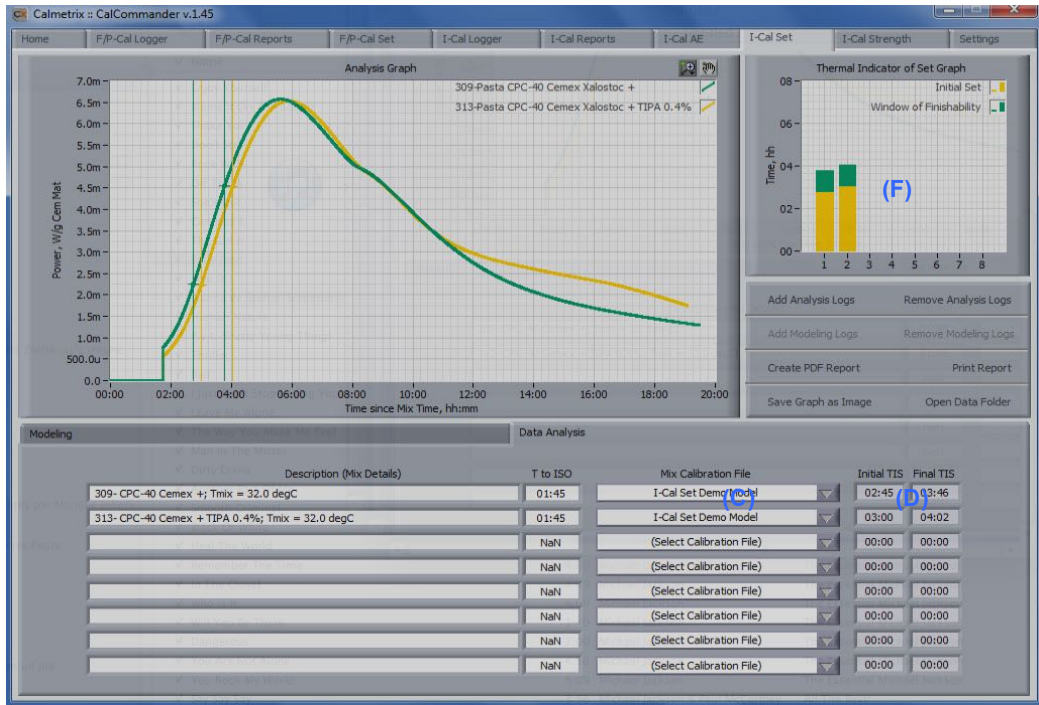 Calmetrix :: CalCommander v.1.45
Home F/P-Cal Logger F/P-Cal Reports F/P-Cal Set I-Cal Logger I-Cal Reports I-Cal AE I-Cal Set I-Cal Strength Settings
Analysis Graph
309-Pasta CPC-40 Cemex Xalostoc +
313-Pasta CPC-40 Cemex Xalostoc + TIPA 0.4%
Power, W/g Cem Mat
7.0m
6.5m
6.0m
5.5m
5.0m
4.5m
4.0m
3.5m
3.0m
2.5m
2.0m
1.5m
1.0m
500.0u
0.0
00:00 02:00 04:00 06:00 08:00 10:00 12:00 14:00 16:00 18:00 20:00
Time since Mix Time, hh:mm
Thermal Indicator of Set Graph
Initial Set
Window of Finishability
Time, hh
08
06
04
02
00
(F)
1 2 3 4 5 6 7 8
Add Analysis Logs Remove Analysis Logs
Add Modeling Logs Remove Modeling Logs
Create PDF Report Print Report
Save Graph as Image Open Data Folder
Modeling Data Analysis
Description (Mix Details) T to ISO Mix Calibration File Initial TIS Final TIS
309- CPC-40 Cemex +; Tmix = 32.0 degC 01:45 I-Cal Set Demo Model 02:45 03:46
(C) (D)
313- CPC-40 Cemex + TIPA 0.4%; Tmix = 32.0 degC 01:45 I-Cal Set Demo Model 03:00 04:02
NaN (Select Calibration File) 00:00 00:00
NaN (Select Calibration File) 00:00 00:00
NaN (Select Calibration File) 00:00 00:00
NaN (Select Calibration File) 00:00 00:00
NaN (Select Calibration File) 00:00 00:00
NaN (Select Calibration File) 00:00 00:00